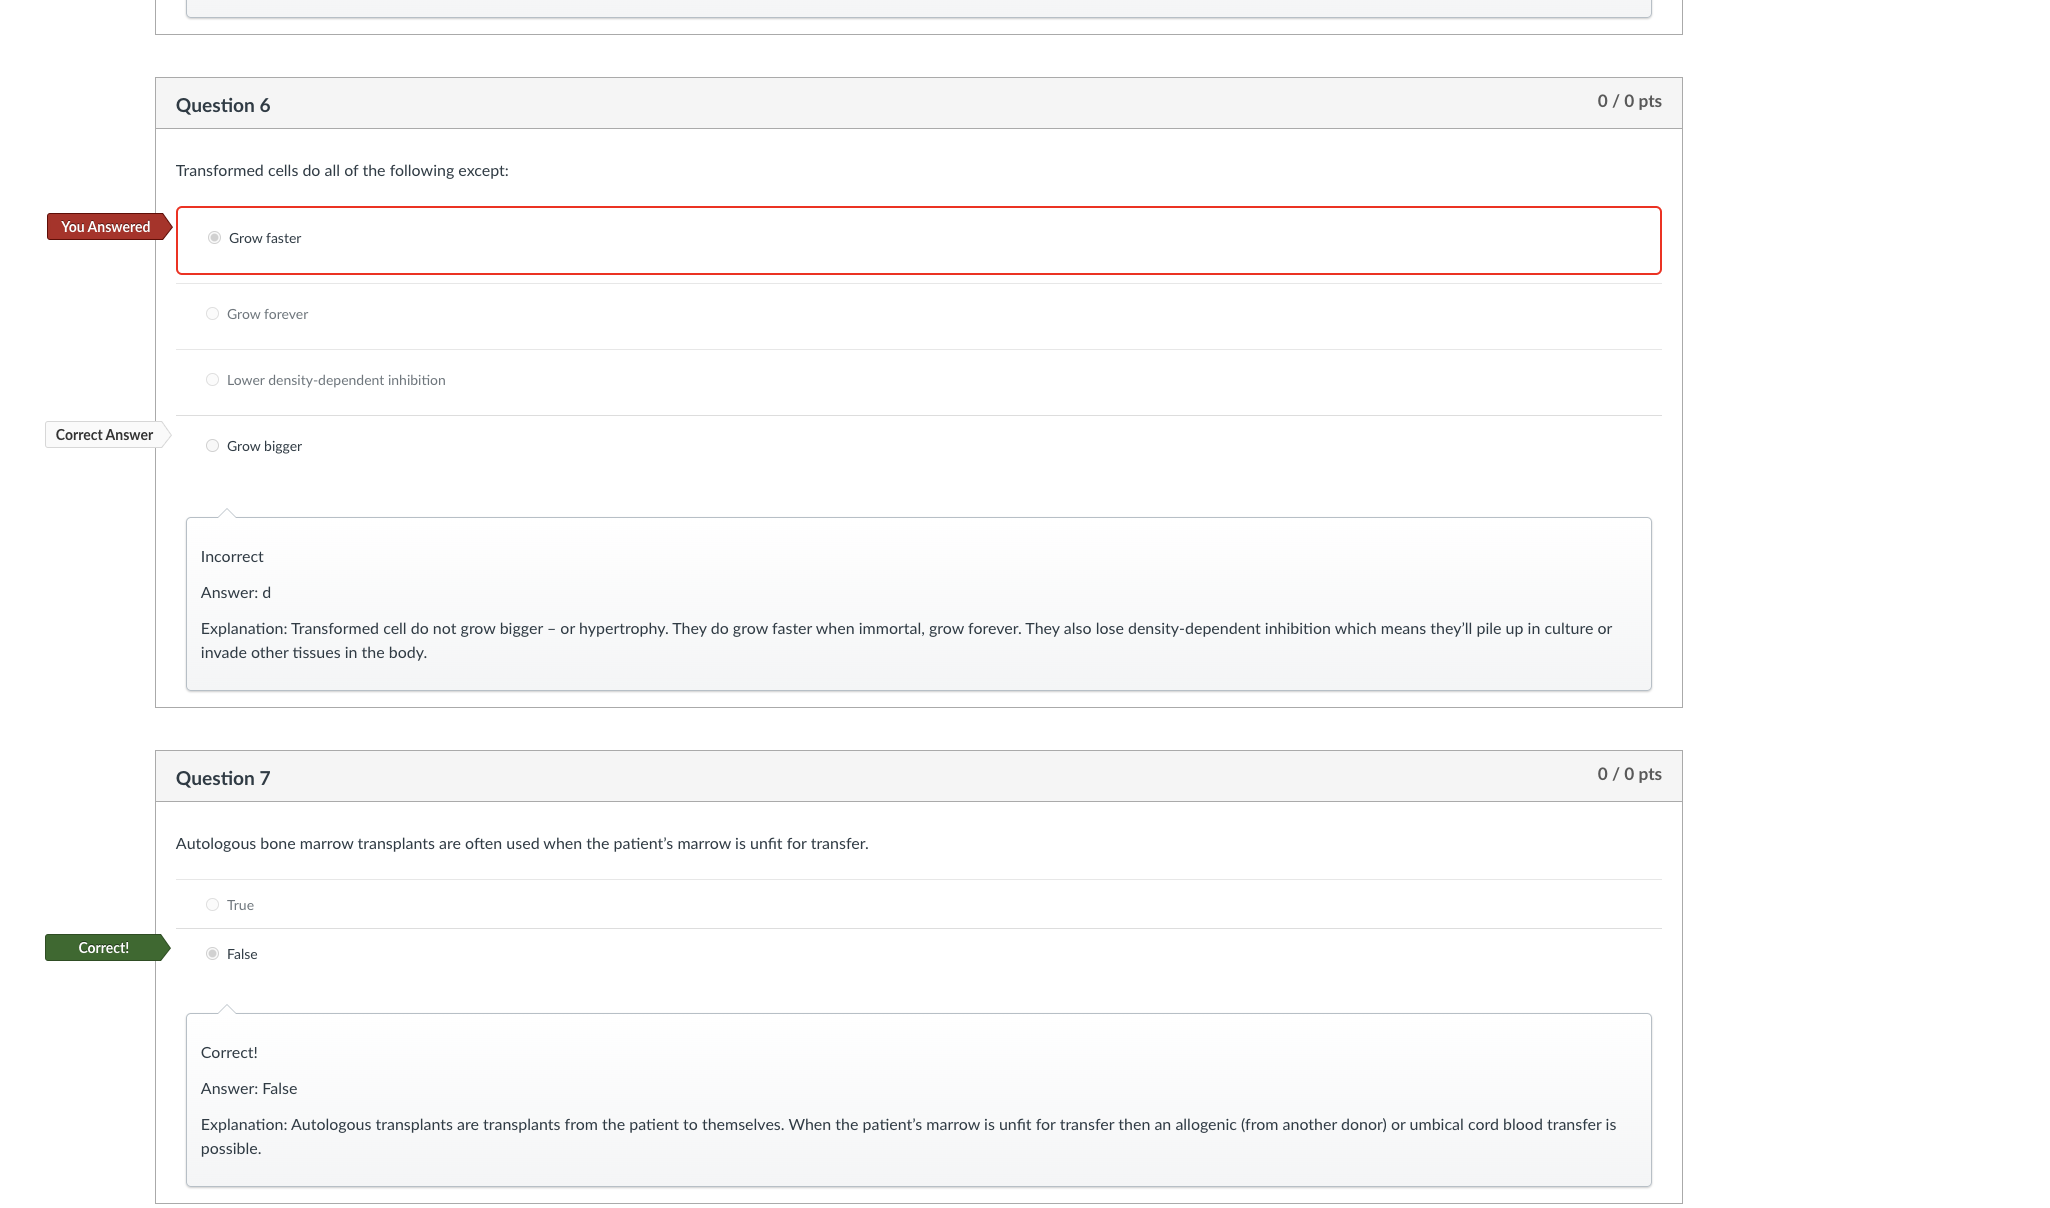 Question 6
0 / 0 pts
Transformed cells do all of the following except:
You Answered
Grow faster
Grow forever
Lower density-dependent inhibition
Correct Answer
Grow bigger
Incorrect
Answer: d
Explanation: Transformed cell do not grow bigger – or hypertrophy. They do grow faster when immortal, grow forever. They also lose density-dependent inhibition which means they’ll pile up in culture or
invade other tissues in the body.
Question 7
0 / 0 pts
Autologous bone marrow transplants are often used when the patient’s marrow is unfit for transfer.
True
Correct!
False
Correct!
Answer: False
Explanation: Autologous transplants are transplants from the patient to themselves. When the patient’s marrow is unfit for transfer then an allogenic (from another donor) or umbical cord blood transfer is
possible.